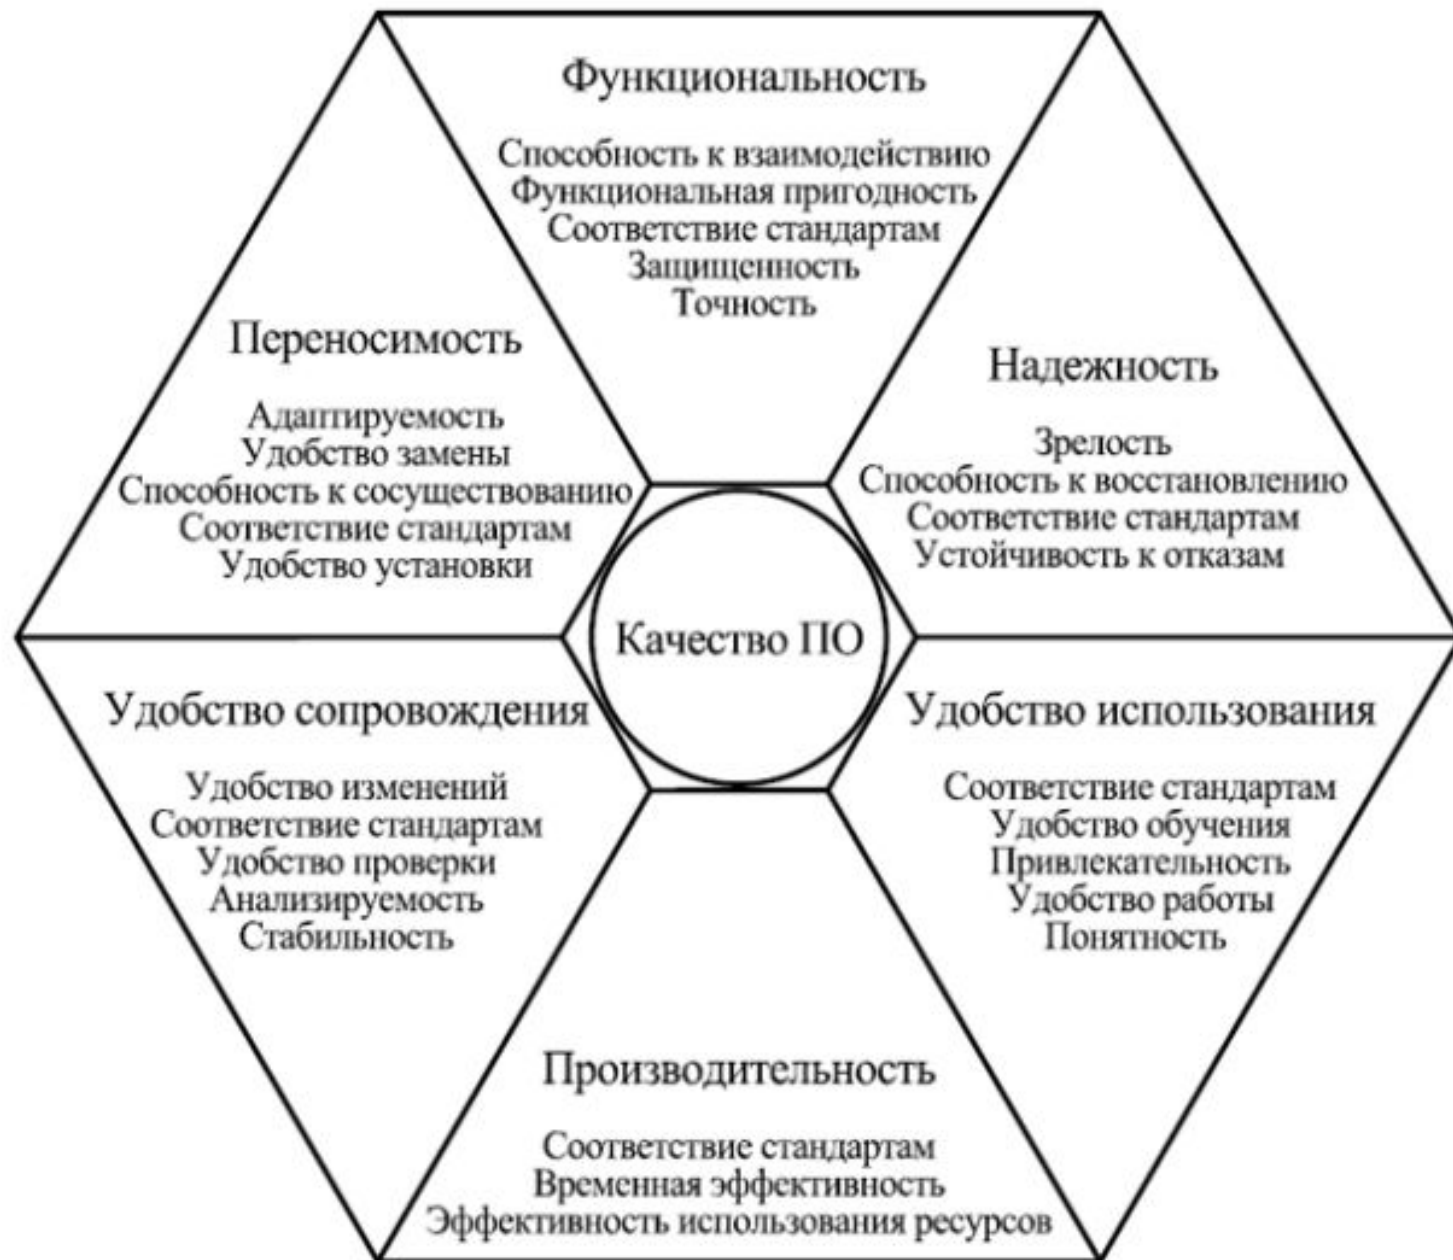 Функциональность
Способность к взаимодействию
Функциональная пригодность
Соответствие стандартам
Защищенность
Точность
Переносимость
Адаптируемость
Удобство замены
Способность к сосуществованию
Соответствие стандартам
Удобство установки
Надежность
Зрелость
Способность к восстановлению
Соответствие стандартам
Устойчивость к отказам
Качество ПО
Удобство сопровождения
Удобство изменений
Соответствие стандартам
Удобство проверки
Анализируемость
Стабильность
Удобство использования
Соответствие стандартам
Удобство обучения
Привлекательность
Удобство работы
Понятность
Производительность
Соответствие стандартам
Временная эффективность
Эффективность использования ресурсов